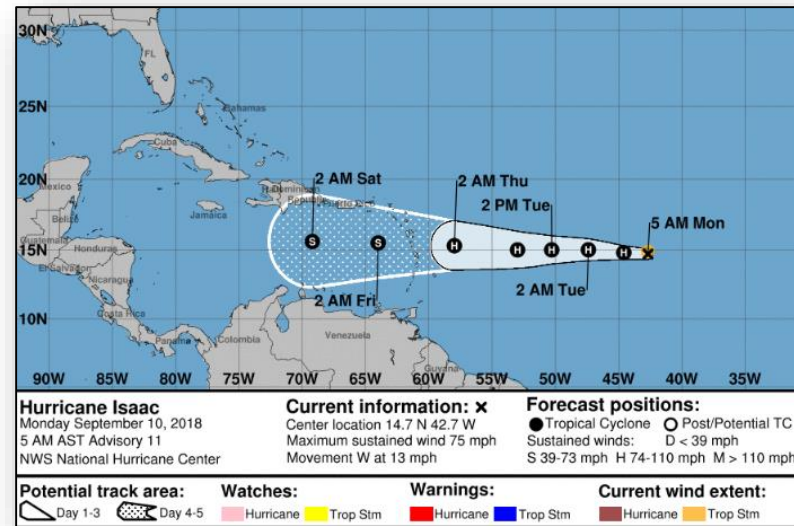 30N
FL
25N
Bahamas
Cuba
20N
2 AM Sat
2 AM Thu
Mexico
Dominican
Republic
Puerto Rico
2 PM Tue
Jamaica
Belize
5 AM Mon
Guatemala
Honduras
15N
S
S
H
H
H
H
H
El Salvador
Nicaragua
2 AM Fri
2 AM Tue
10N
Costa Rica
Panama
Colombia
Venezuela
Guyana
90W 85W 80W 75W 70W 65W 60W 55W 50W 45W 40W 35W
Hurricane Isaac
Monday September 10, 2018
5 AM AST Advisory 11
NWS National Hurricane Center
Current information: x
Center location 14.7 N 42.7 W
Maximum sustained wind 75 mph
Movement W at 13 mph
Forecast positions:
Tropical Cyclone Post/Potential TC
Sustained winds: D < 39 mph
S 39-73 mph H 74-110 mph M > 110 mph
Potential track area:
Day 1-3 Day 4-5
Watches:
Hurricane Trop Stm
Warnings:
Hurricane Trop Stm
Current wind extent:
Hurricane Trop Stm